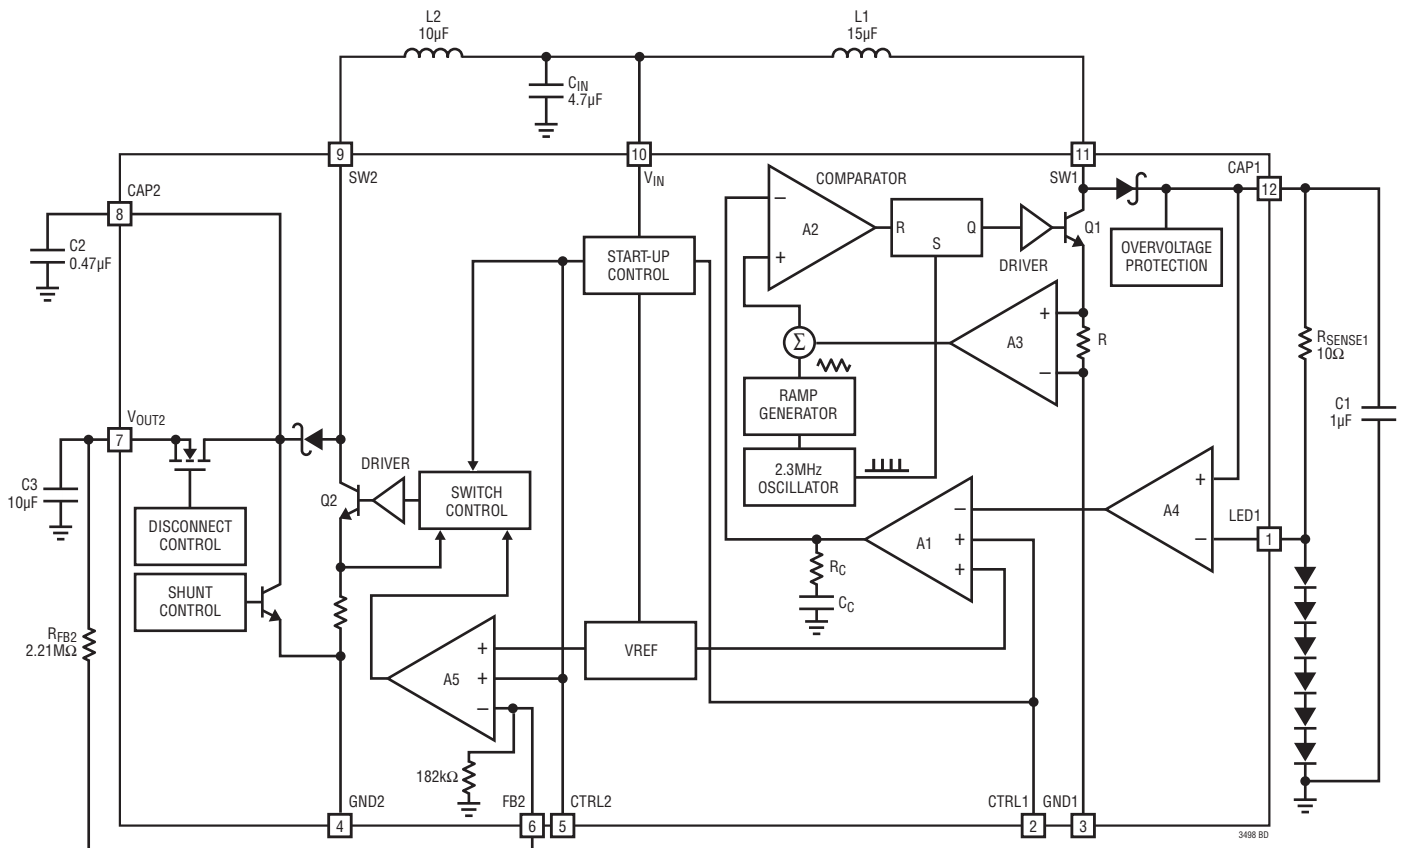 L2
10µF
L1
15µF
CIN
4.7µF
9
10
11
SW2
VIN
SW1
CAP1
12
CAP2
8
C2
0.47µF
COMPARATOR
–
A2
+
R
Q
S
DRIVER
Q1
OVERVOLTAGE
PROTECTION
START-UP
CONTROL
Σ
A3
+
–
R
RSENSE1
10Ω
RAMP
GENERATOR
C1
1µF
VOUT2
7
C3
10µF
2.3MHz
OSCILLATOR
DRIVER
Q2
SWITCH
CONTROL
DISCONNECT
CONTROL
SHUNT
CONTROL
A4
+
–
LED1
1
A1
–
+
+
RC
CC
RFB2
2.21MΩ
A5
+
+
–
VREF
182kΩ
GND2
FB2
CTRL2
CTRL1
GND1
4
6
5
2
3
3498 BD